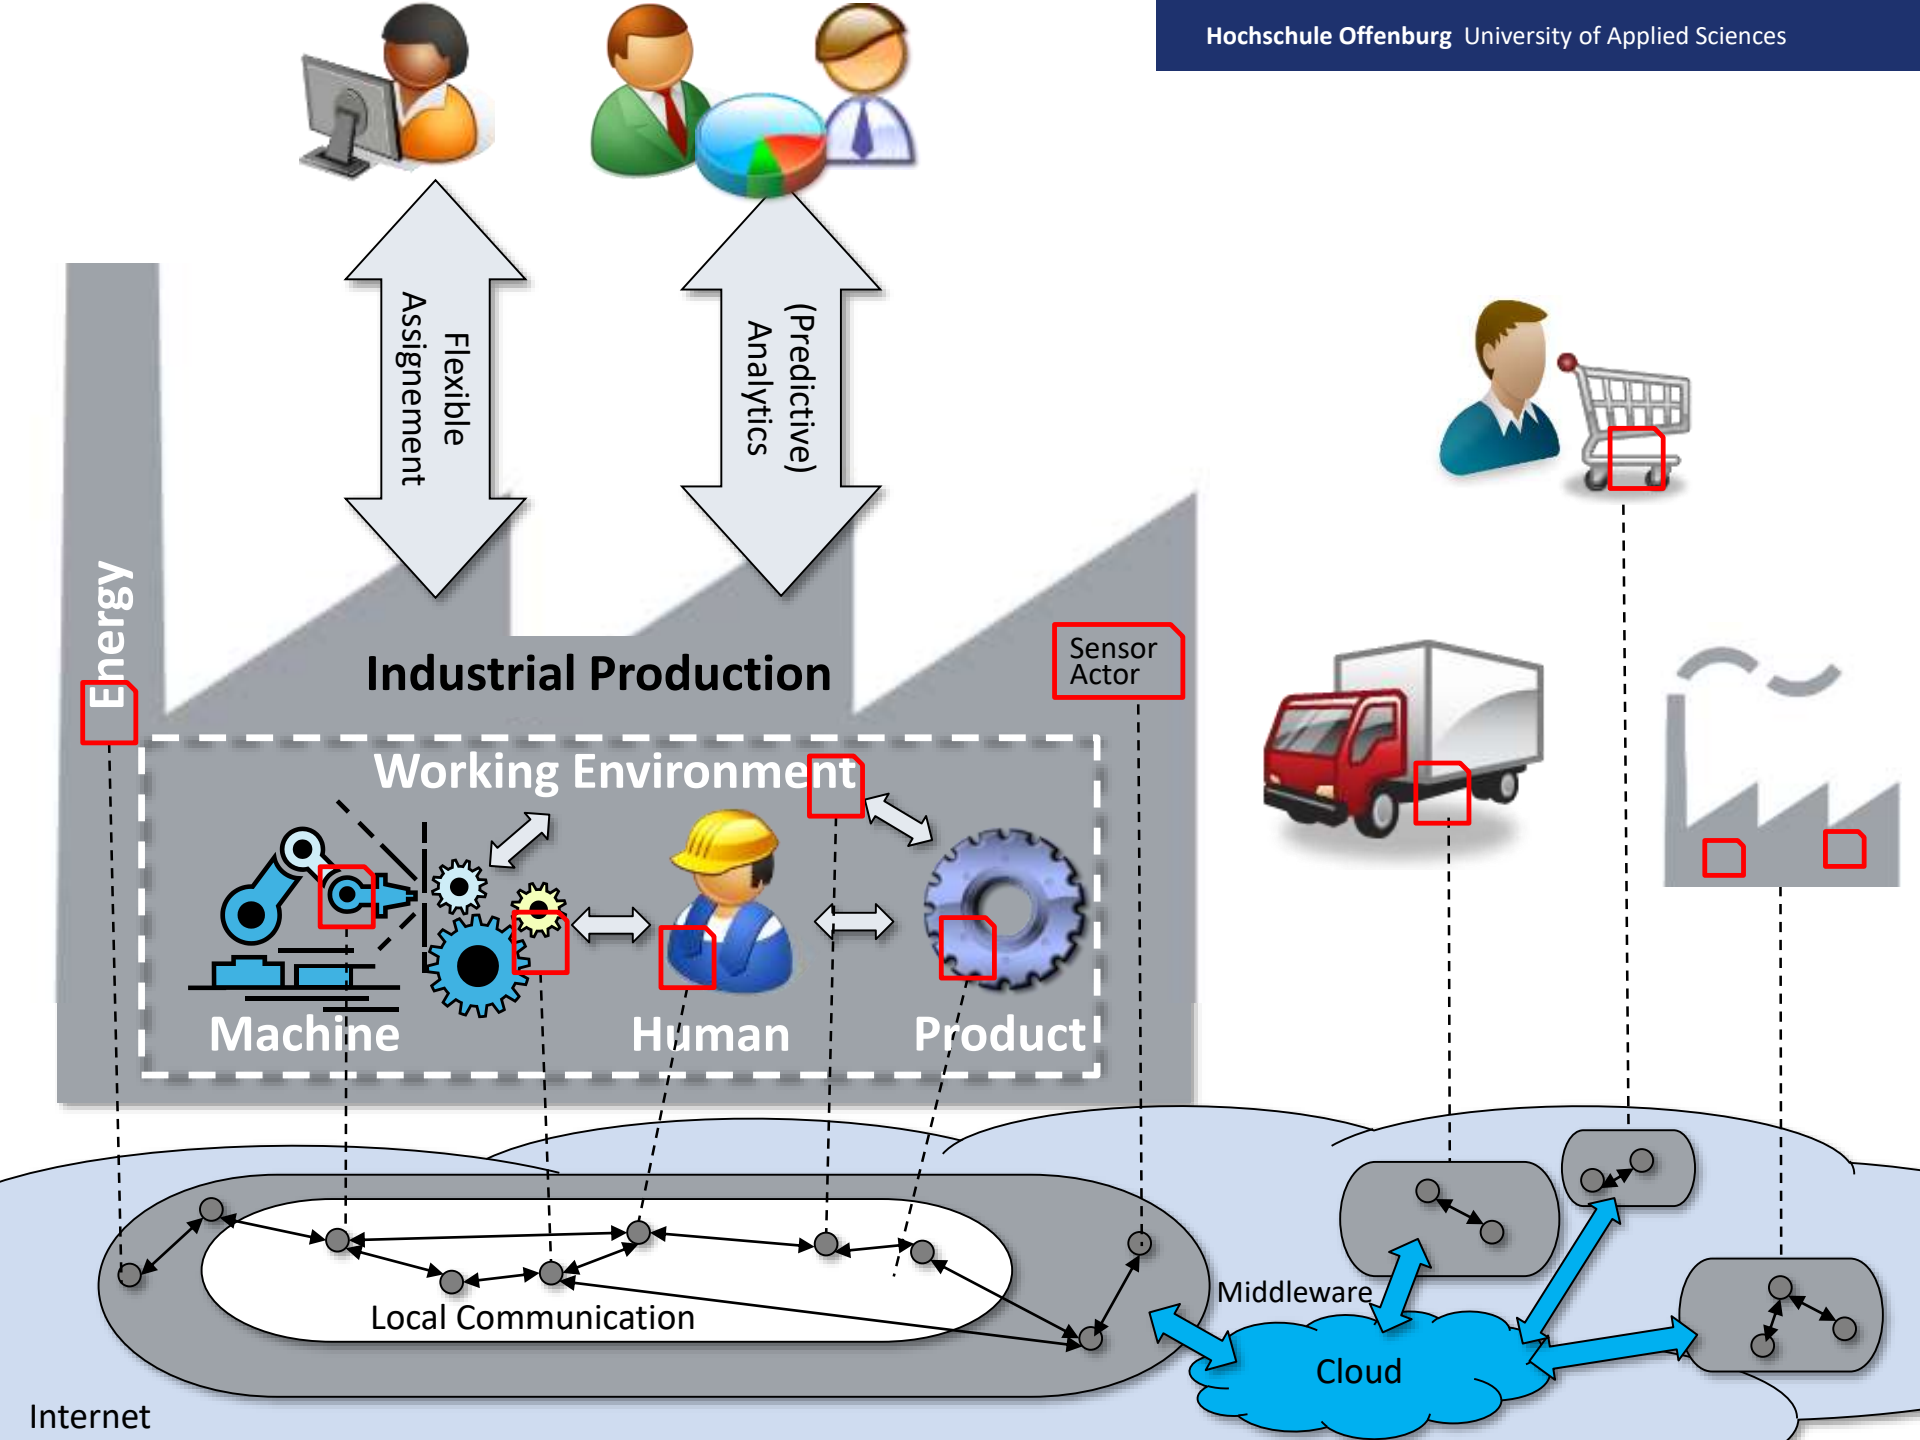 Hochschule Offenburg University of Applied Sciences
Flexible
Assignement
(Predictive)
Analytics
Energy
Industrial Production
Sensor
Actor
Working Environment
Machine
Human
Product
Local Communication
Middleware
Cloud
Internet